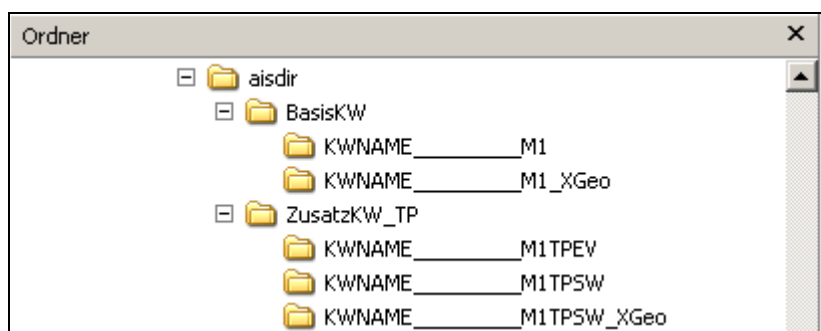 Ordner
aisdir
BasisKW
KWNAME_________M1
KWNAME_________M1_XGeo
ZusatzKW_TP
KWNAME_________M1TPEV
KWNAME_________M1TPSW
KWNAME_________M1TPSW_XGeo